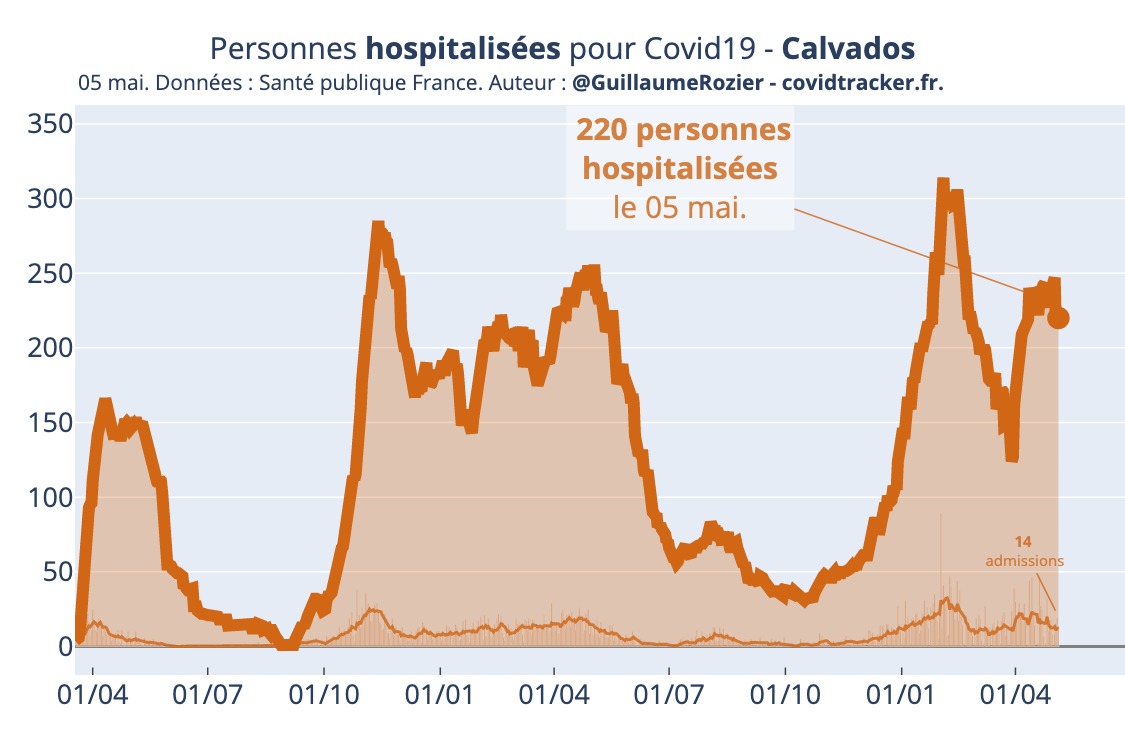 Personnes hospitalisées pour Covid19 - Calvados
05 mai. Données : Santé publique France. Auteur : @GuillaumeRozier - covidtracker.fr.
350
220 personnes
hospitalisées
le 05 mai.
300
250
200
150
100
14
admissions
50
0
01/04 01/07 01/10 01/01 01/04 01/07 01/10 01/01 01/04